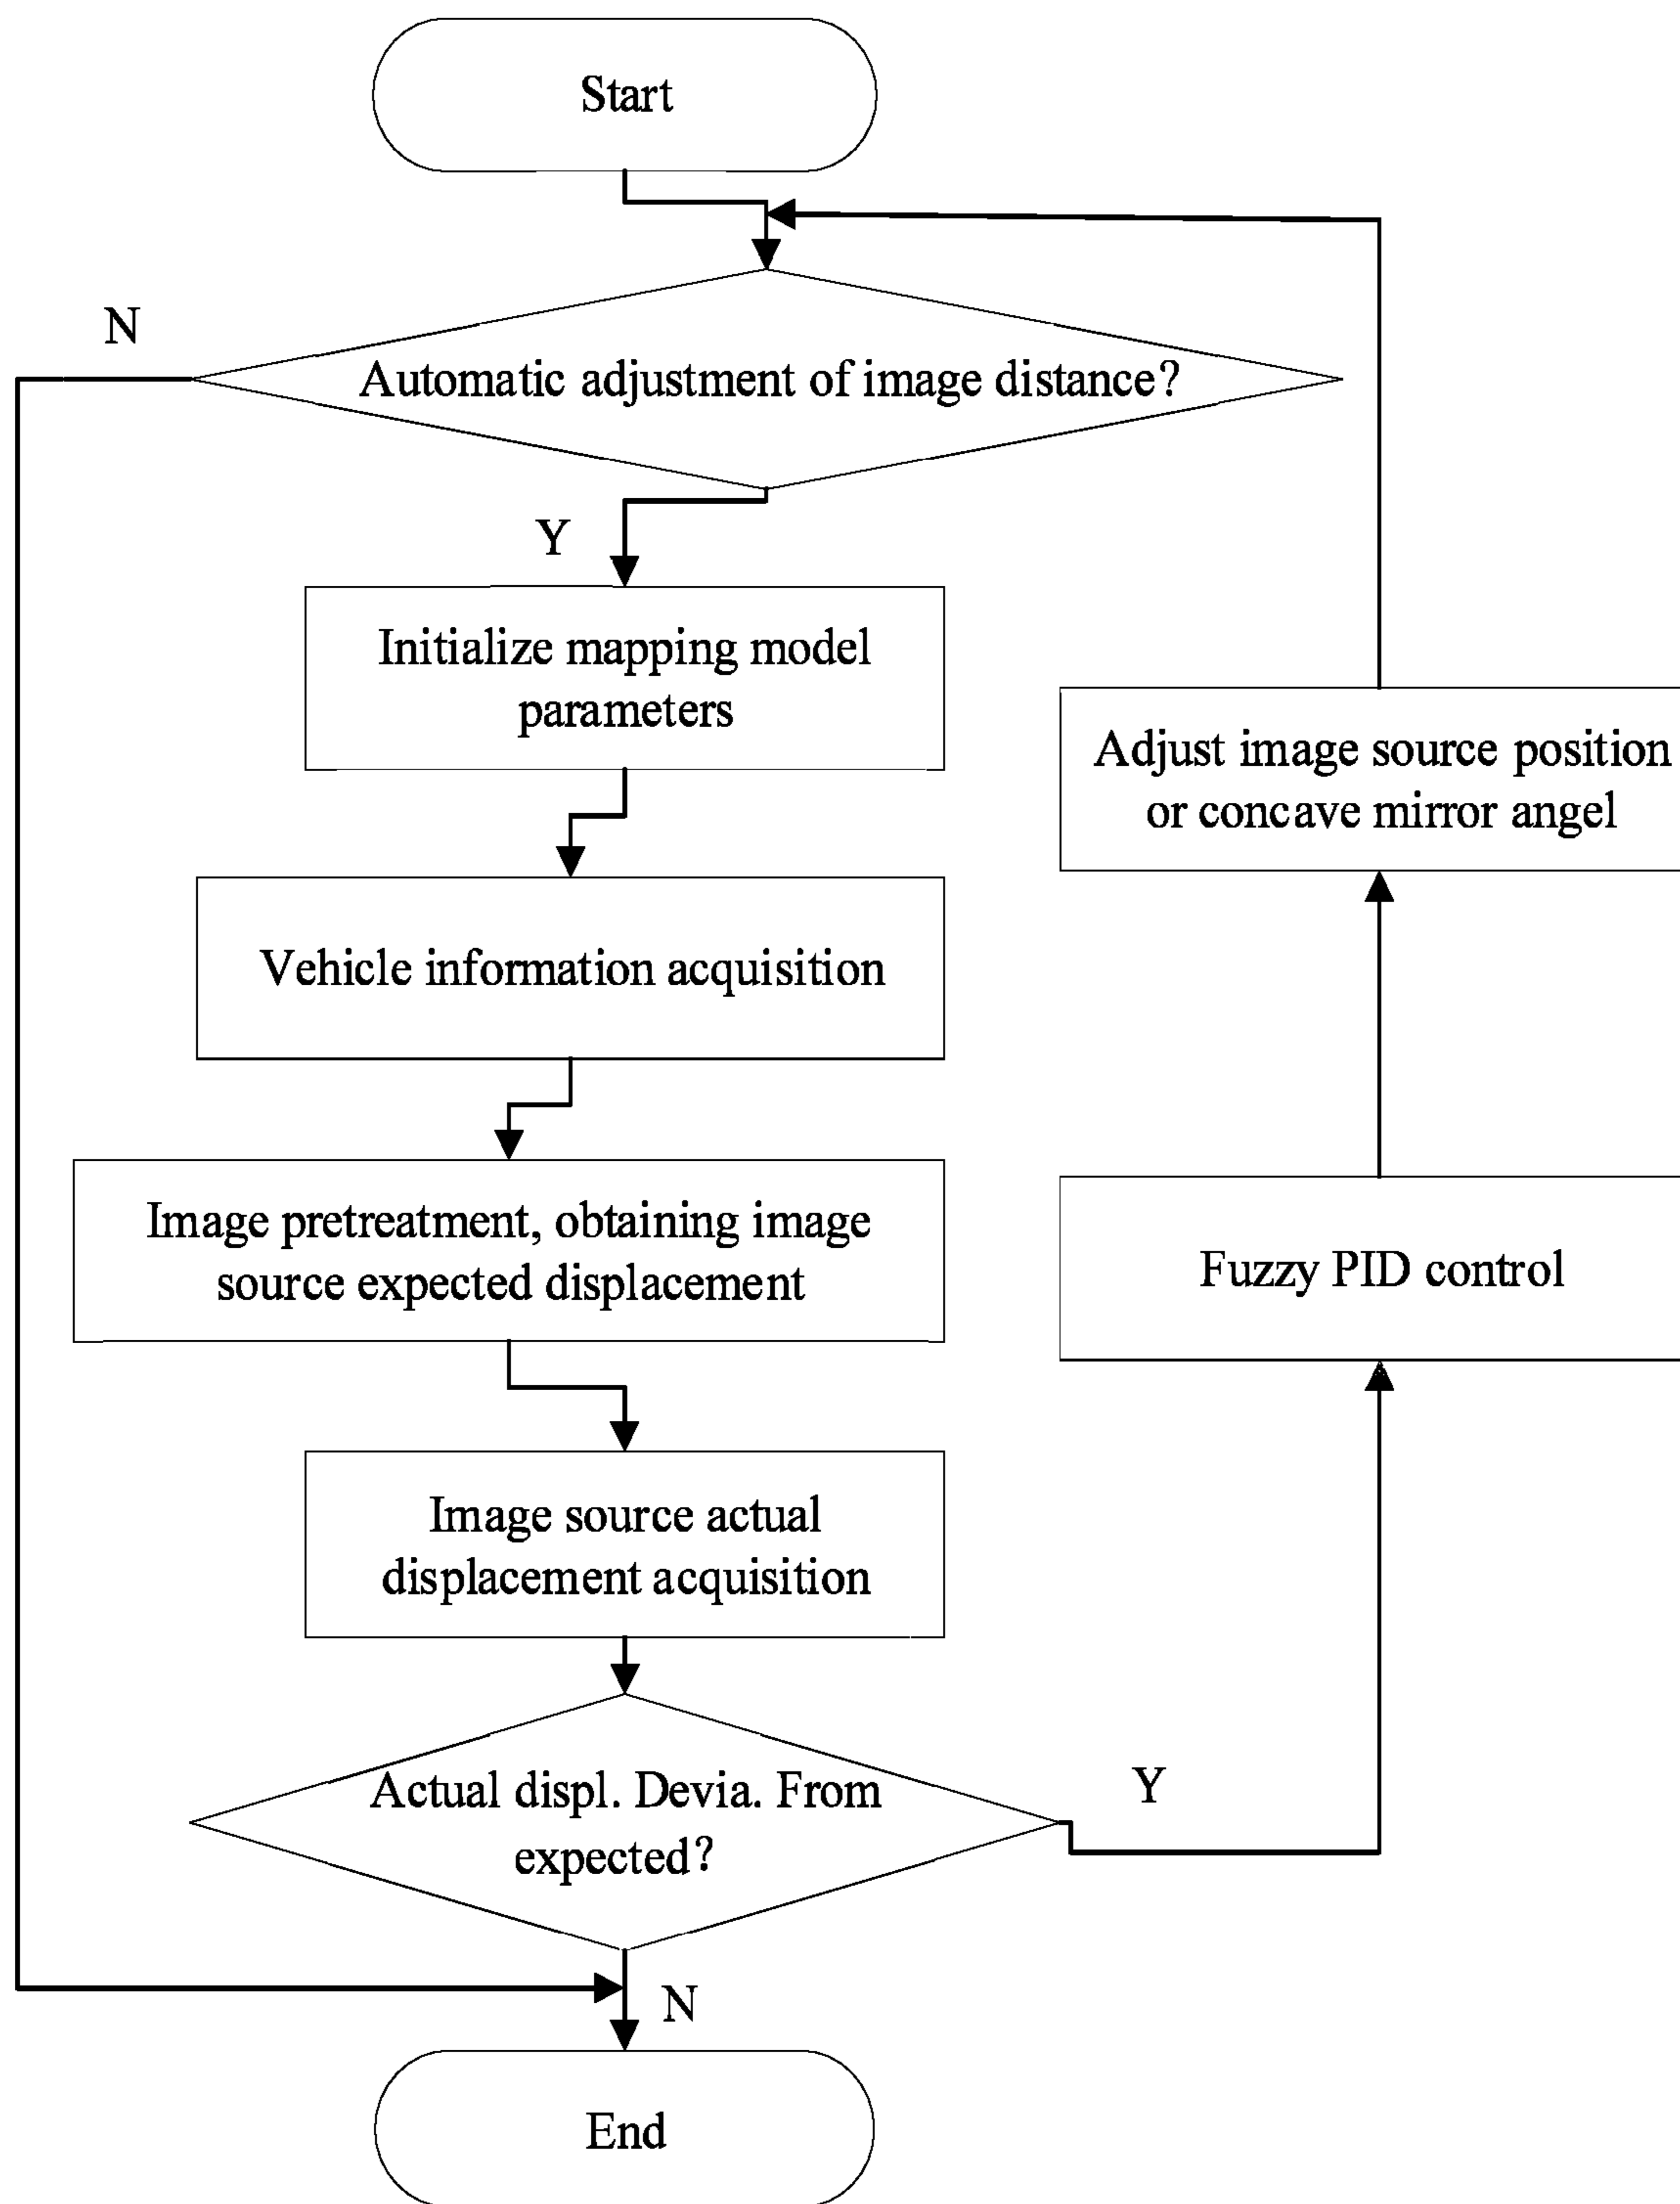 Start
N
Automatic adjustment of image distance?
Y
Initialize mapping model
parameters
Adjust image source position
or concave mirror angel
Vehicle information acquisition
Image pretreatment, obtaining image
source expected displacement
Fuzzy PID control
Image source actual
displacement acquisition
Actual displ. Devia. From
expected?
Y
N
End